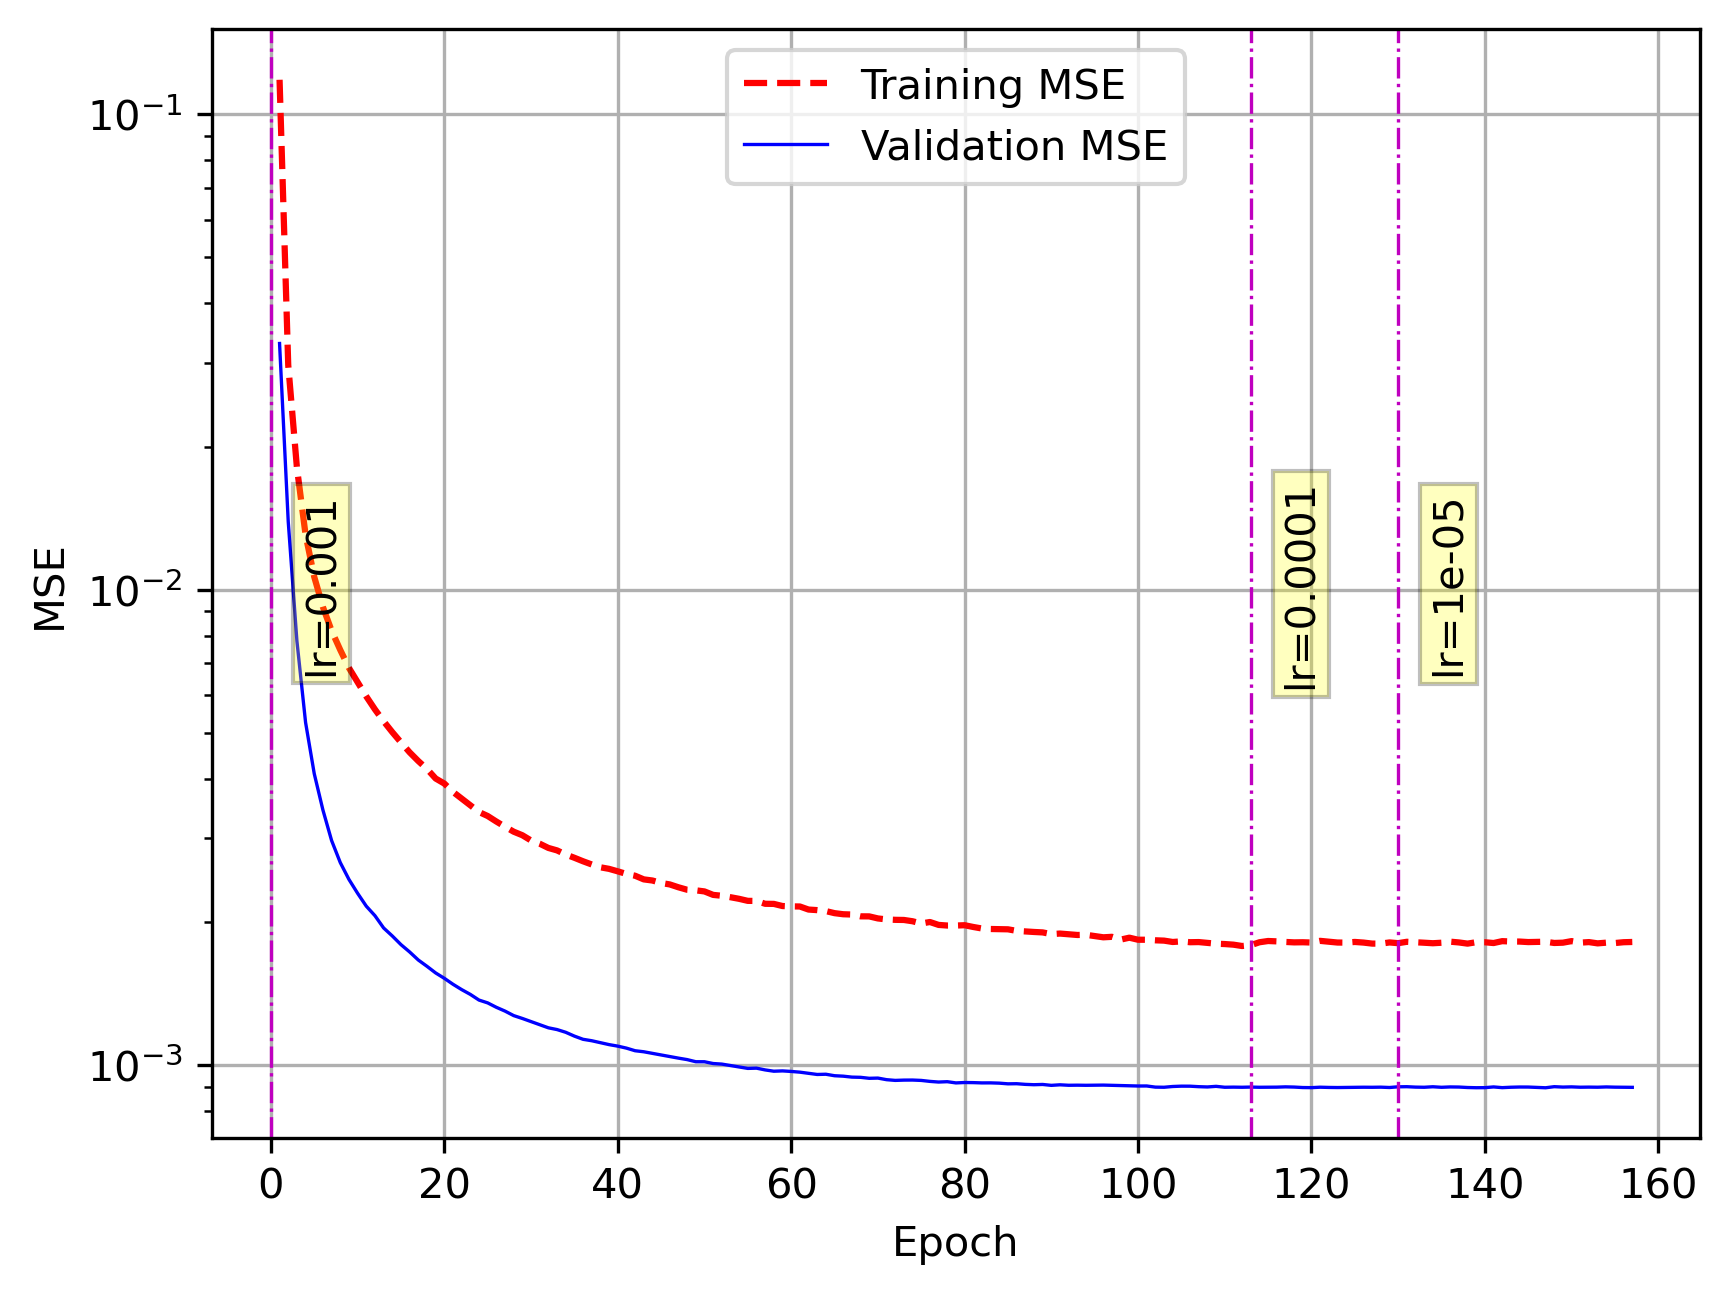 Training MSE
Validation MSE
10⁻¹
10⁻²
10⁻³
MSE
lr=0.001
lr=0.0001
lr=1e-05
0 20 40 60 80 100 120 140 160
Epoch